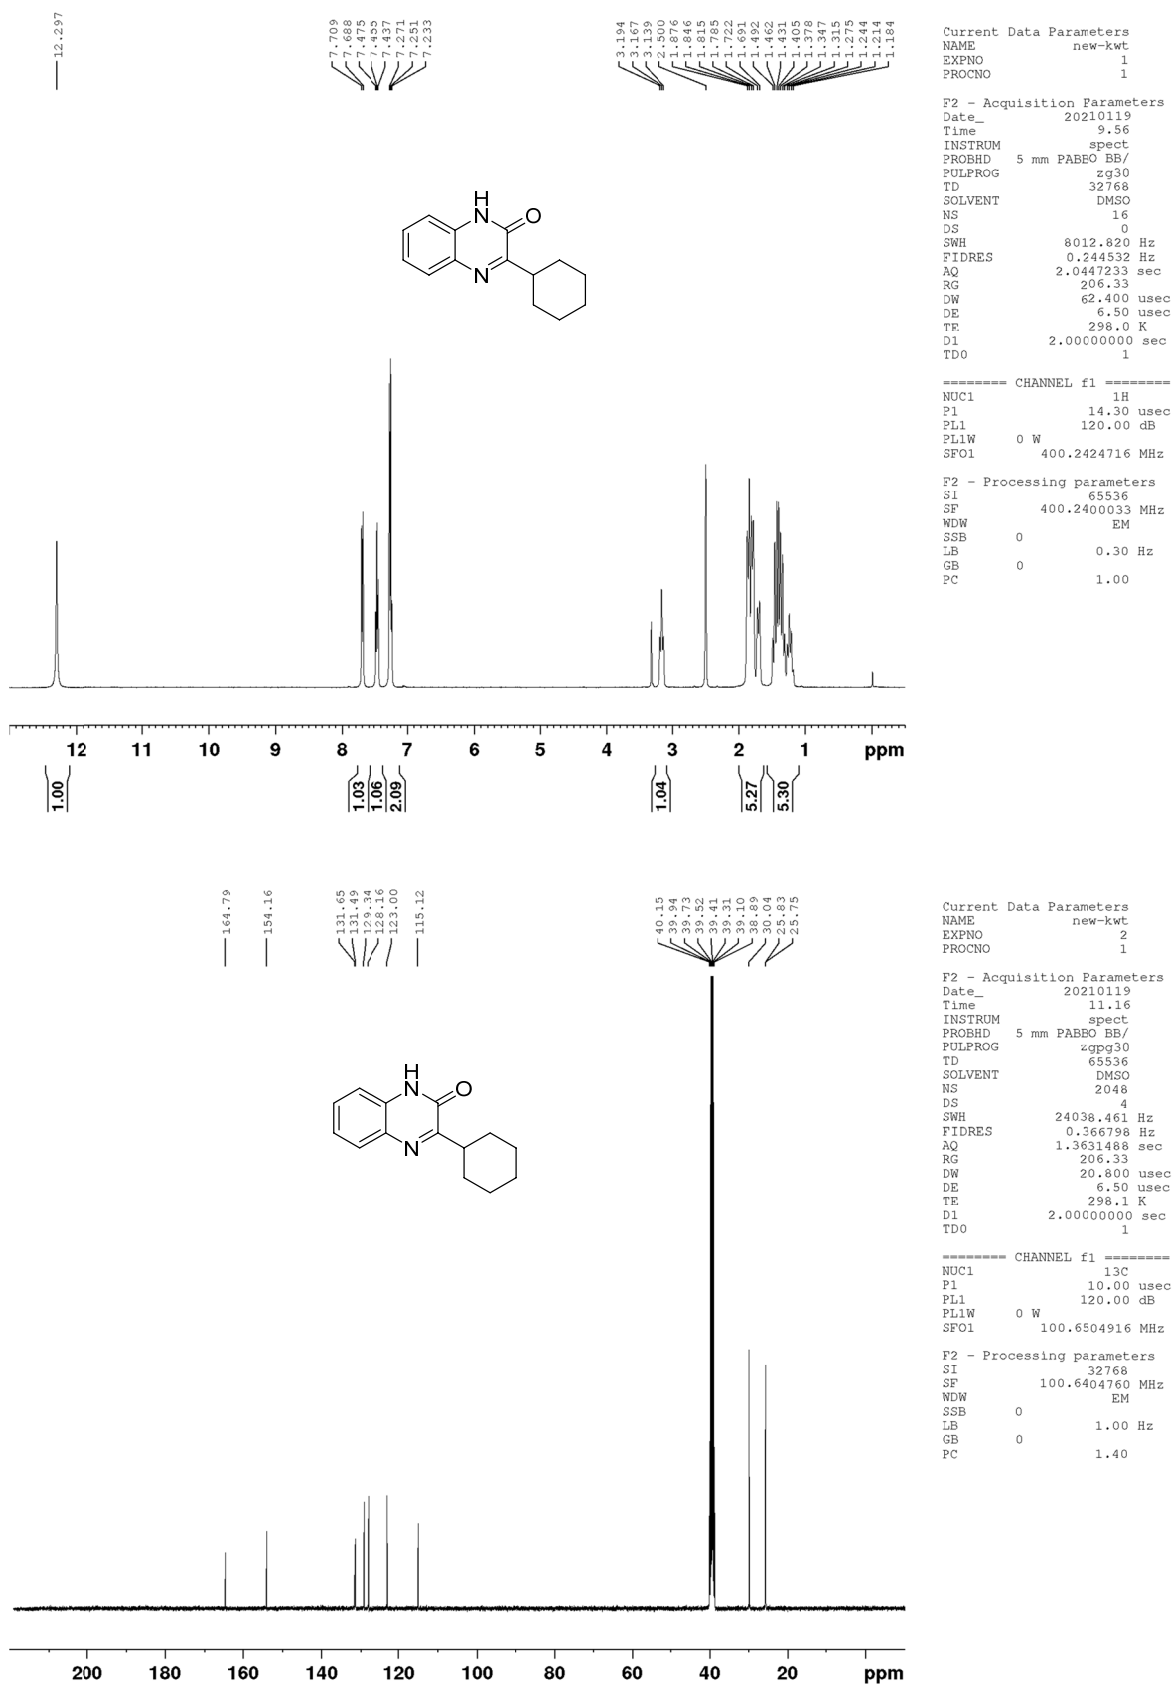 12.297
7.709
7.688
7.475
7.455
7.437
7.271
7.251
7.233
3.194
3.167
3.139
2.500
1.876
1.846
1.815
1.785
1.722
1.691
1.492
1.462
1.431
1.405
1.378
1.347
1.315
1.275
1.244
1.214
1.184
Current Data Parameters
NAME new-kwt
EXPNO 1
PROCNO 1
F2 - Acquisition Parameters
Date_ 20210119
Time 9.56
INSTRUM spect
PROBHD 5 mm PABBO BB/
PULPROG zg30
TD 32768
SOLVENT DMSO
NS 16
DS 0
SWH 8012.820 Hz
FIDRES 0.244532 Hz
AQ 2.0447233 sec
RG 206.33
DW 62.400 usec
DE 6.50 usec
TE 298.0 K
D1 2.00000000 sec
TD0 1
======== CHANNEL f1 ========
NUC1 1H
P1 14.30 usec
PL1 120.00 dB
PL1W 0 W
SFO1 400.2424716 MHz
F2 - Processing parameters
SI 65536
SF 400.2400033 MHz
WDW EM
SSB 0
LB 0.30 Hz
GB 0
PC 1.00
H
N
O
N
12 11 10 9 8 7 6 5 4 3 2 1 ppm
1.00 1.03 1.06 2.09 1.04 5.27 5.30
164.79
154.16
131.65
131.49
129.34
128.16
123.00
115.12
40.15
39.94
39.73
39.52
39.41
39.31
39.10
38.89
30.04
25.83
25.75
Current Data Parameters
NAME new-kwt
EXPNO 2
PROCNO 1
F2 - Acquisition Parameters
Date_ 20210119
Time 11.16
INSTRUM spect
PROBHD 5 mm PABBO BB/
PULPROG zgpg30
TD 65536
SOLVENT DMSO
NS 2048
DS 4
SWH 24038.461 Hz
FIDRES 0.366798 Hz
AQ 1.3631488 sec
RG 206.33
DW 20.800 usec
DE 6.50 usec
TE 298.1 K
D1 2.00000000 sec
TD0 1
======== CHANNEL f1 ========
NUC1 13C
P1 10.00 usec
PL1 120.00 dB
PL1W 0 W
SFO1 100.6504916 MHz
F2 - Processing parameters
SI 32768
SF 100.6404760 MHz
WDW EM
SSB 0
LB 1.00 Hz
GB 0
PC 1.40
H
N
O
N
200 180 160 140 120 100 80 60 40 20 ppm